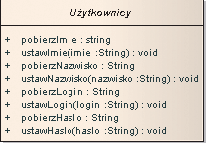 Użytkownicy
+ pobierzIm e : string
+ ustawImie(imie :String) : void
+ pobierzNazwisko : String
+ ustawNazwisko(nazwisko :String) : void
+ pobierzLogin : String
+ ustawLogin(login :String) : void
+ pobierzHaslo : String
+ ustawHaslo(haslo :String) : void